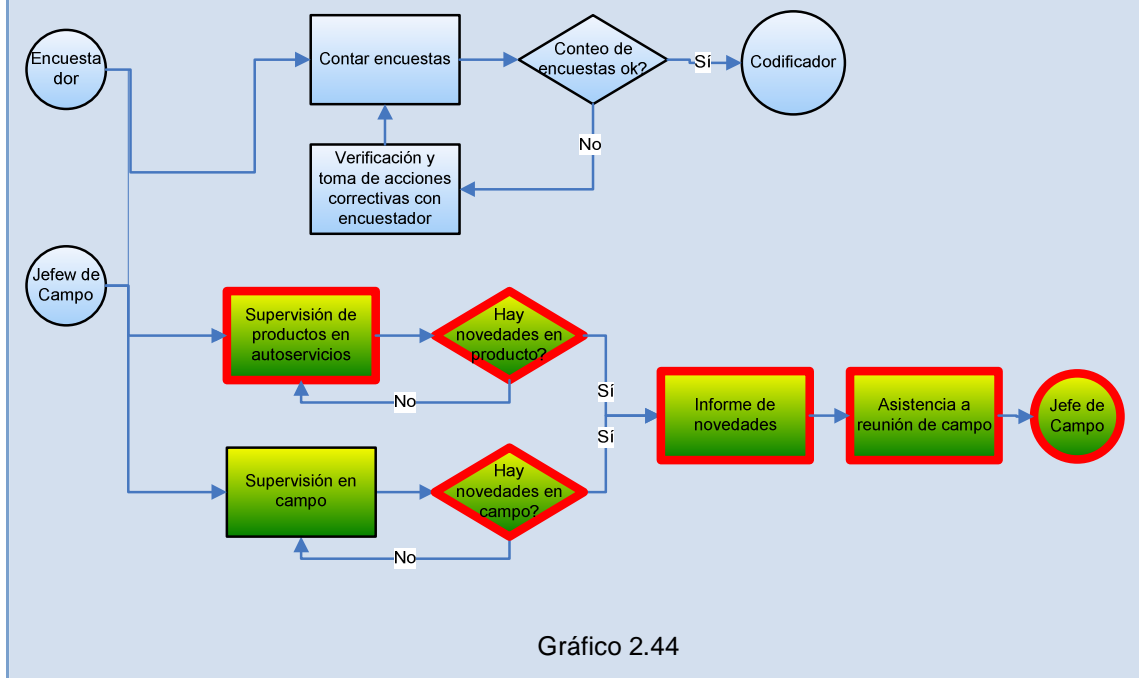 Encuesta
dor
Contar encuestas
Conteo de
encuestas ok?
Sí
Codificador
No
Verificación y
toma de acciones
correctivas con
encuestador
Jefew de
Campo
Supervisión de
productos en
autoservicios
Hay
novedades en
producto?
No
Sí
Sí
Informe de
novedades
Asistencia a
reunión de campo
Jefe de
Campo
Supervisión en
campo
Hay
novedades en
campo?
No
Gráfico 2.44